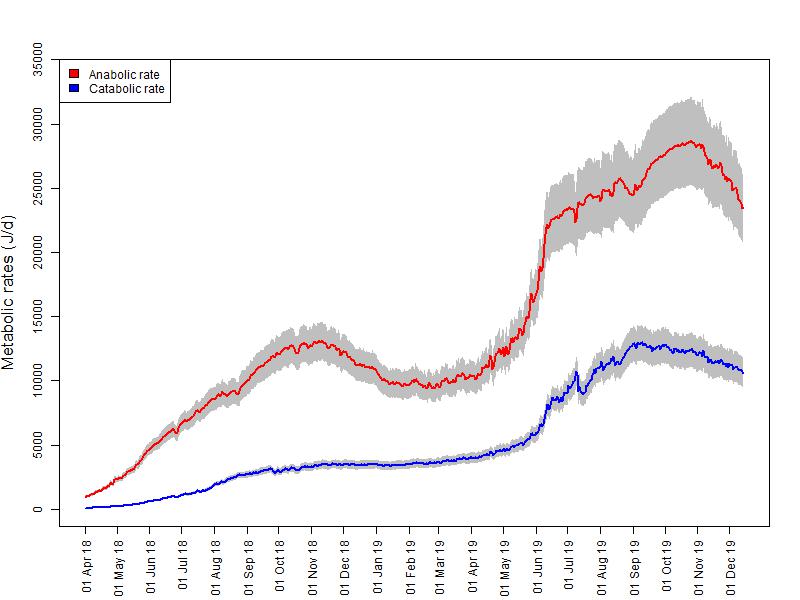 35000
30000
25000
20000
15000
10000
5000
0
Metabolic rates (J/d)
Anabolic rate
Catabolic rate
01 Apr 18
01 May 18
01 Jun 18
01 Jul 18
01 Aug 18
01 Sep 18
01 Oct 18
01 Nov 18
01 Dec 18
01 Jan 19
01 Feb 19
01 Mar 19
01 Apr 19
01 May 19
01 Jun 19
01 Jul 19
01 Aug 19
01 Sep 19
01 Oct 19
01 Nov 19
01 Dec 19